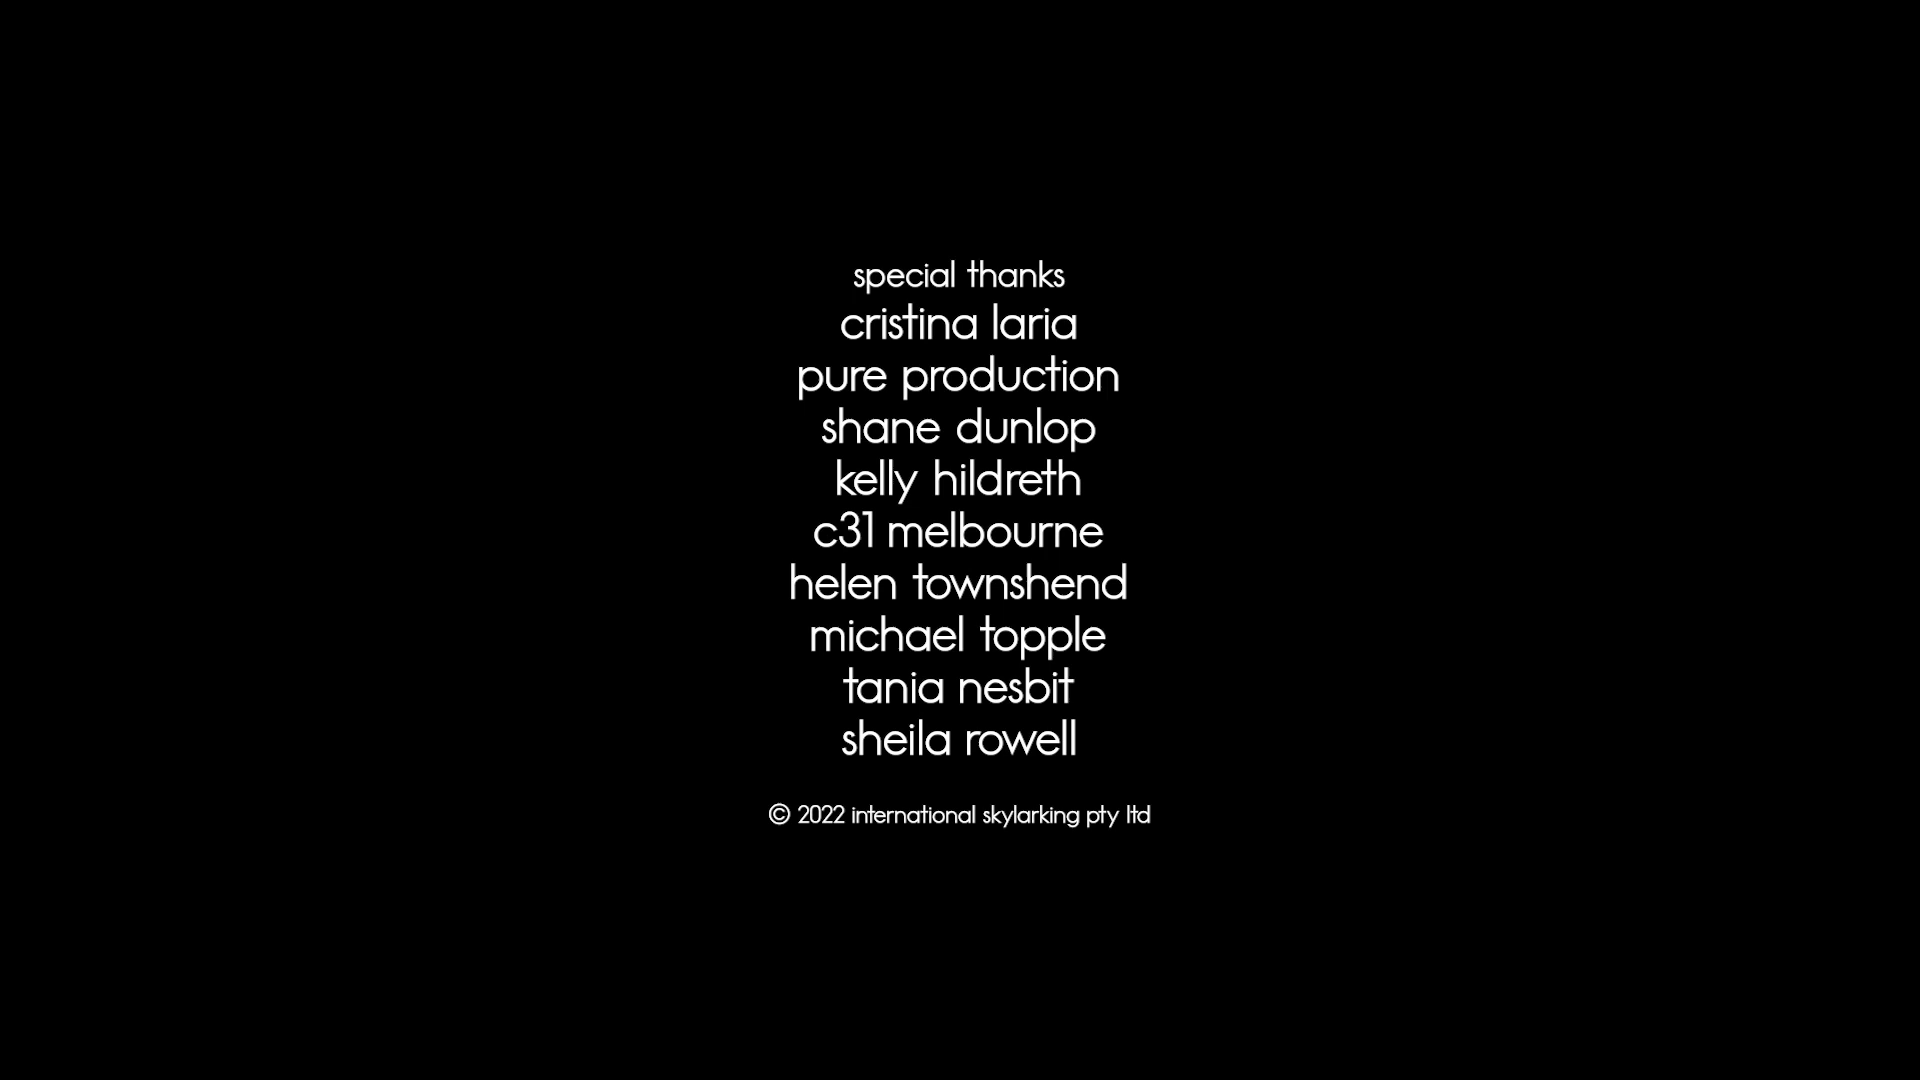 special thanks
cristina laria
pure production
shane dunlop
kelly hildreth
c31 melbourne
helen townshend
michael topple
tania nesbit
sheila rowell
© 2022 international skylarking pty ltd